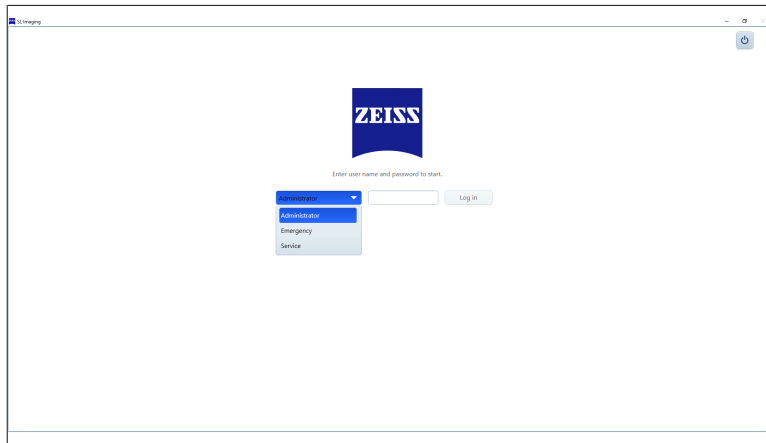 SL Imaging
ZEISS
Enter user name and password to start.
Administrator
Log in
Administrator
Emergency
Service